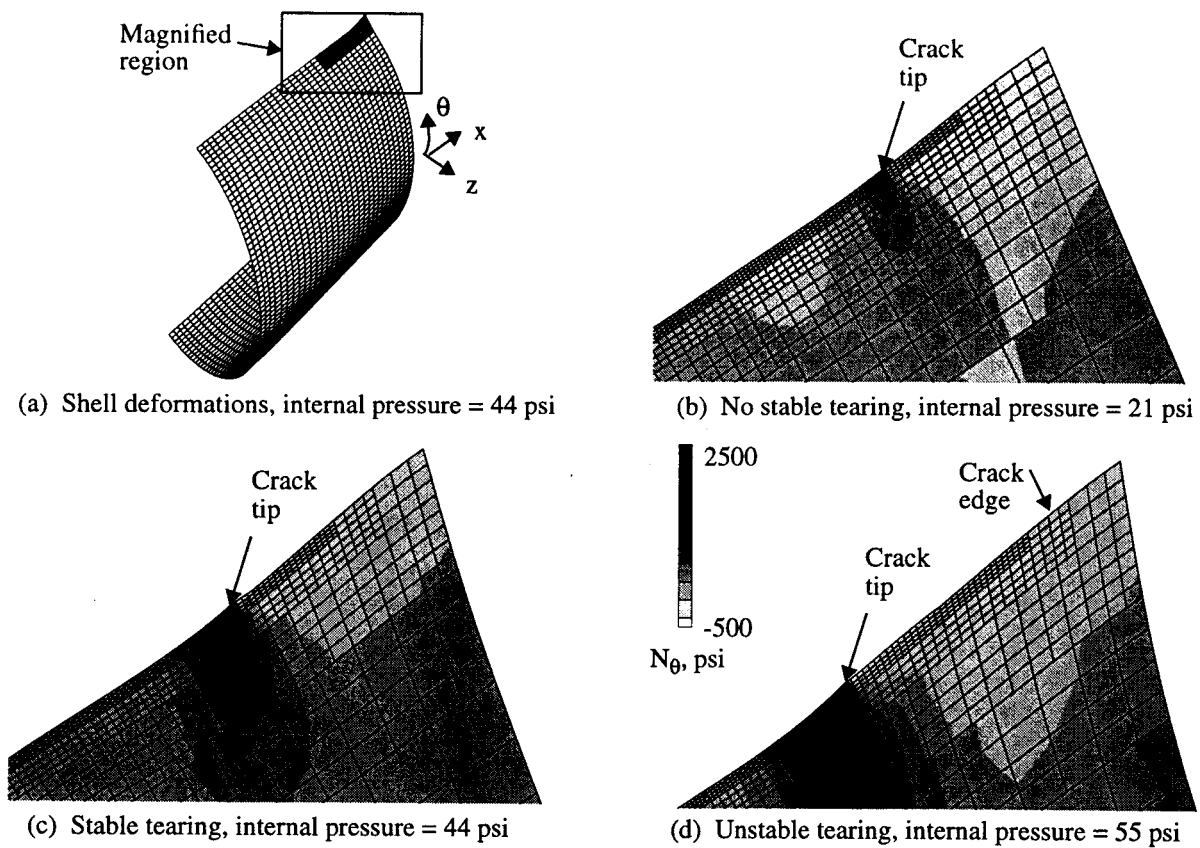 Magnified
region
θ
x
z
(a) Shell deformations, internal pressure = 44 psi
Crack
tip
(b) No stable tearing, internal pressure = 21 psi
Crack
tip
(c) Stable tearing, internal pressure = 44 psi
2500
-500
Nθ, psi
Crack
edge
Crack
tip
(d) Unstable tearing, internal pressure = 55 psi